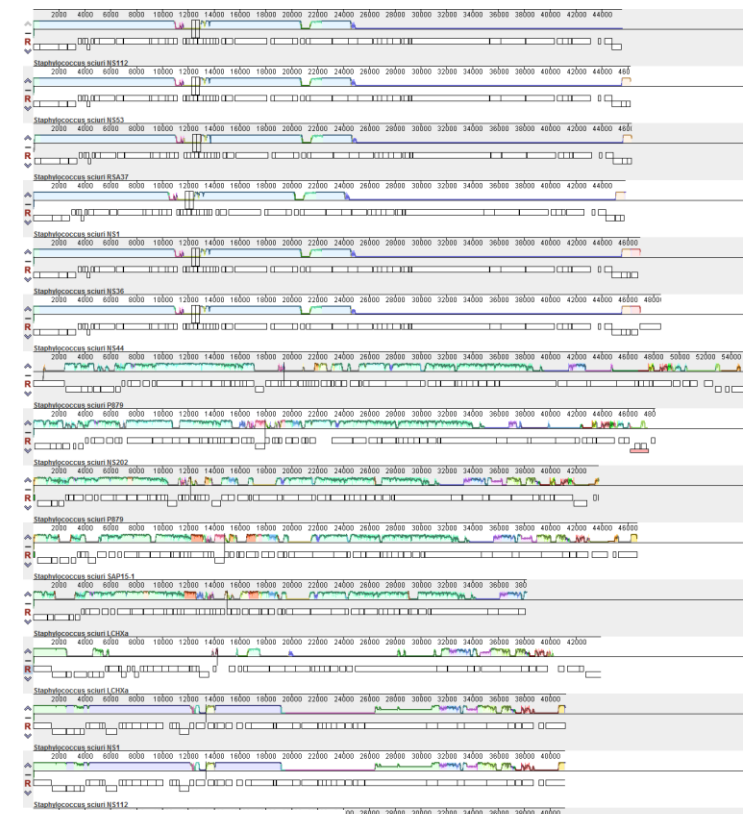 2000 4000 6000 8000 10000 12000 14000 16000 18000 20000 22000 24000 26000 28000 30000 32000 34000 36000 38000 40000 42000 44000
R
Staphylococcus sciuri NS112
2000 4000 6000 8000 10000 12000 14000 16000 18000 20000 22000 24000 26000 28000 30000 32000 34000 36000 38000 40000 42000 44000 46
R
Staphylococcus sciuri NS53
2000 4000 6000 8000 10000 12000 14000 16000 18000 20000 22000 24000 26000 28000 30000 32000 34000 36000 38000 40000 42000 44000 46
R
Staphylococcus sciuri NSA37
2000 4000 6000 8000 10000 12000 14000 16000 18000 20000 22000 24000 26000 28000 30000 32000 34000 36000 38000 40000 42000 44000
R
Staphylococcus sciuri NS1
2000 4000 6000 8000 10000 12000 14000 16000 18000 20000 22000 24000 26000 28000 30000 32000 34000 36000 38000 40000 42000 44000 46000
R
Staphylococcus sciuri NS36
2000 4000 6000 8000 10000 12000 14000 16000 18000 20000 22000 24000 26000 28000 30000 32000 34000 36000 38000 40000 42000 44000 46000 4800
R
Staphylococcus sciuri NS44
2000 4000 6000 8000 10000 12000 14000 16000 18000 20000 22000 24000 26000 28000 30000 32000 34000 36000 38000 40000 42000 44000 46000 48000 50000 52000 54000
R
Staphylococcus sciuri P879
2000 4000 6000 8000 10000 12000 14000 16000 18000 20000 22000 24000 26000 28000 30000 32000 34000 36000 38000 40000 42000 44000 46000 480
R
Staphylococcus sciuri NS202
2000 4000 6000 8000 10000 12000 14000 16000 18000 20000 22000 24000 26000 28000 30000 32000 34000 36000 38000 40000 42000
R
Staphylococcus sciuri P879
2000 4000 6000 8000 10000 12000 14000 16000 18000 20000 22000 24000 26000 28000 30000 32000 34000 36000 38000 40000 42000 44000 46000
R
Staphylococcus sciuri SAP15-1
2000 4000 6000 8000 10000 12000 14000 16000 18000 20000 22000 24000 26000 28000 30000 32000 34000 36000 380
R
Staphylococcus sciuri LCHXa
2000 4000 6000 8000 10000 12000 14000 16000 18000 20000 22000 24000 26000 28000 30000 32000 34000 36000 38000 40000 42000
R
Staphylococcus sciuri LCHXa
2000 4000 6000 8000 10000 12000 14000 16000 18000 20000 22000 24000 26000 28000 30000 32000 34000 36000 38000 40000
R
Staphylococcus sciuri NS1
2000 4000 6000 8000 10000 12000 14000 16000 18000 20000 22000 24000 26000 28000 30000 32000 34000 36000 38000 40000
R
Staphylococcus sciuri NS112